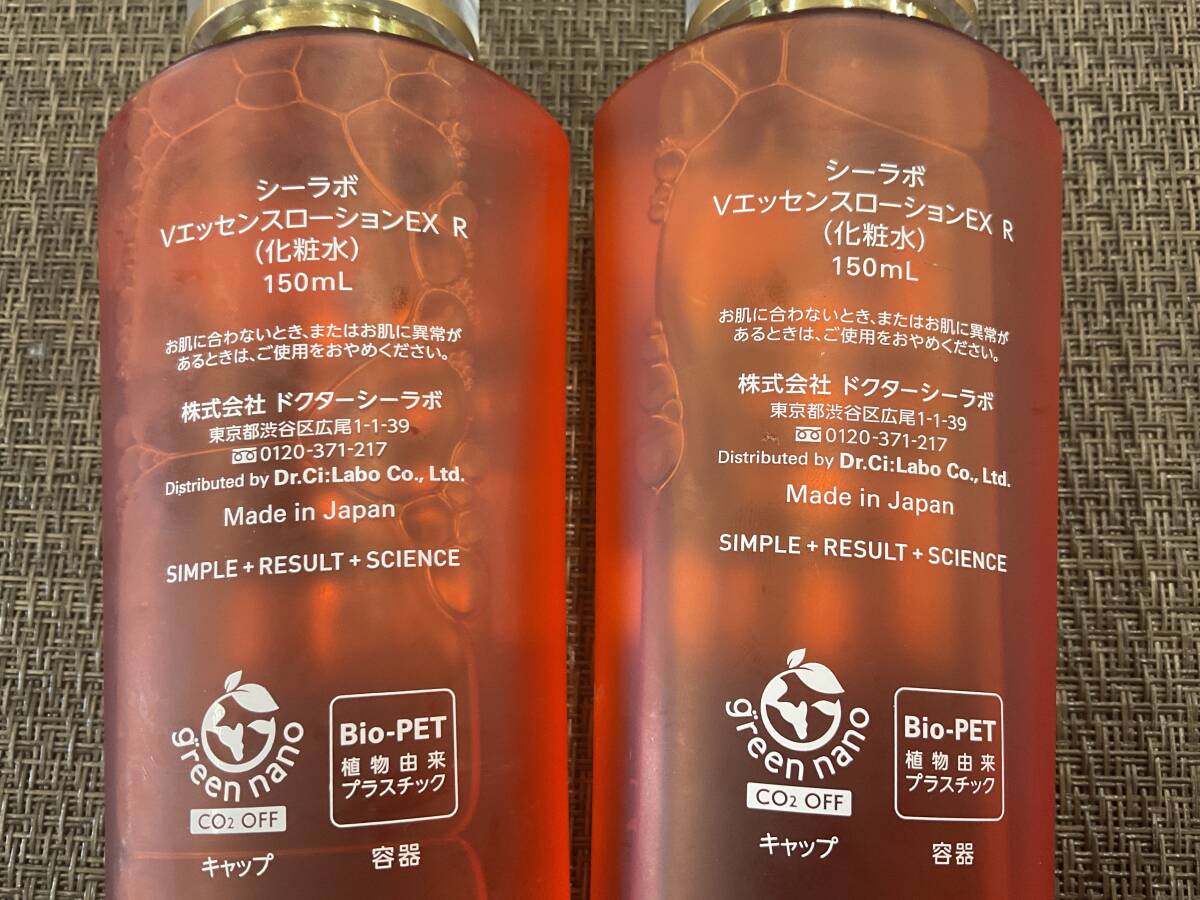 シーラボ
VエッセンスローションEX R
(化粧水)
150mL
お肌に合わないとき、またはお肌に異常が
あるときは、ご使用をおやめください。
株式会社 ドクターシーラボ
東京都渋谷区広尾1-1-39
0120-371-217
Distributed by Dr.Ci:Labo Co., Ltd.
Made in Japan
SIMPLE + RESULT + SCIENCE
green nano
CO2 OFF
キャップ
Bio-PET
植物由来
プラスチック
容器
シーラボ
VエッセンスローションEX R
(化粧水)
150mL
お肌に合わないとき、またはお肌に異常が
あるときは、ご使用をおやめください。
株式会社 ドクターシーラボ
東京都渋谷区広尾1-1-39
0120-371-217
Distributed by Dr.Ci:Labo Co., Ltd.
Made in Japan
SIMPLE + RESULT + SCIENCE
green nano
CO2 OFF
キャップ
Bio-PET
植物由来
プラスチック
容器